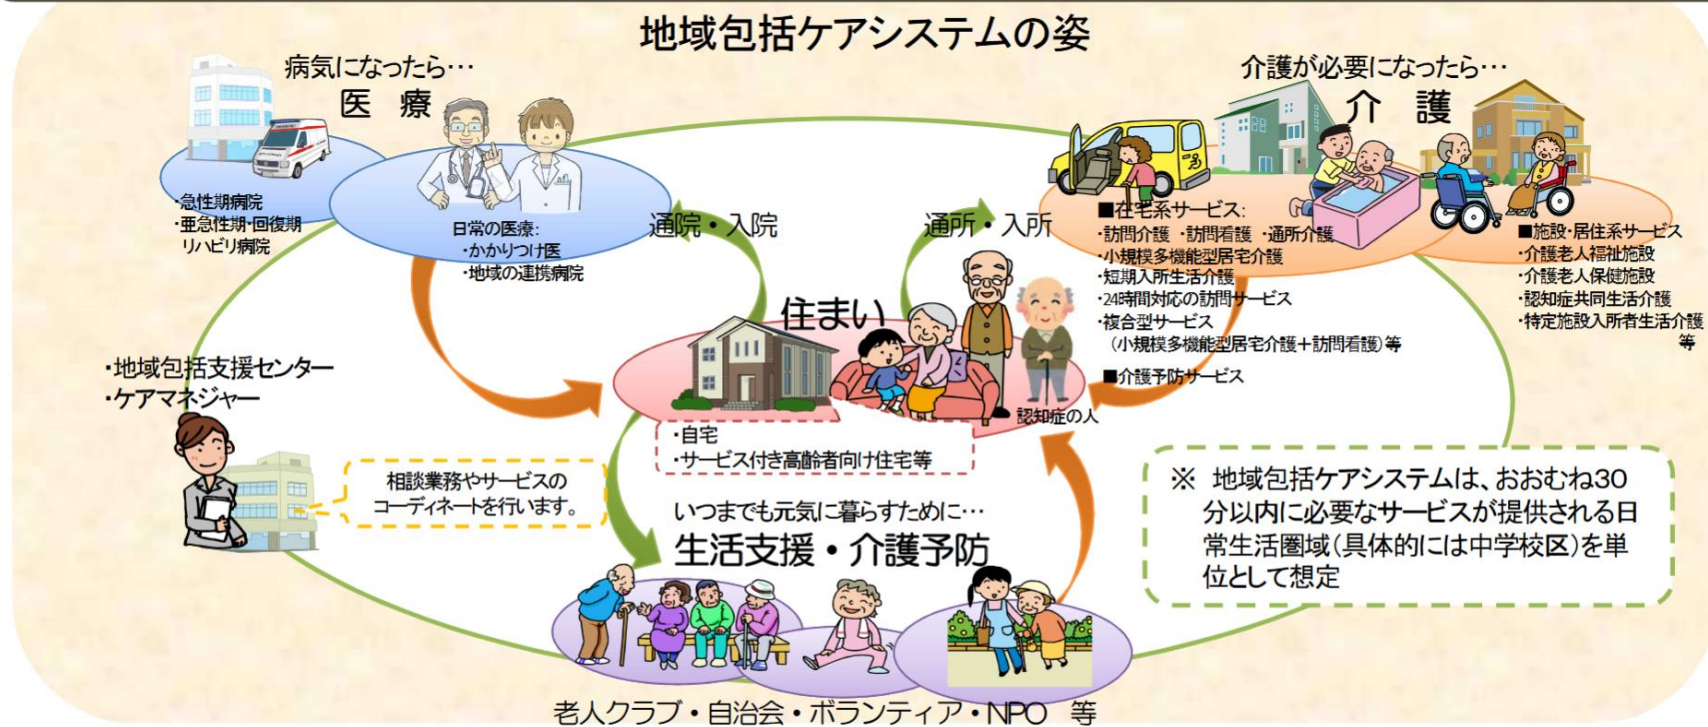 地域包括ケアシステムの姿
病気になったら…
医 療
・急性期病院
・亜急性期・回復期
リハビリ病院
日常の医療：
・かかりつけ医
・地域の連携病院
通院・入院
通所・入所
介護が必要になったら…
介 護
■在宅系サービス：
・訪問介護 ・訪問看護 ・通所介護
・小規模多機能型居宅介護
・短期入所生活介護
・24時間対応の訪問サービス
・複合型サービス
（小規模多機能型居宅介護＋訪問看護）等
■介護予防サービス
■施設・居住系サービス
・介護老人福祉施設
・介護老人保健施設
・認知症共同生活介護
・特定施設入所者生活介護
等
住まい
認知症の人
・自宅
・サービス付き高齢者向け住宅等
・地域包括支援センター
・ケアマネジャー
相談業務やサービスの
コーディネートを行います。
いつまでも元気に暮らすために…
生活支援・介護予防
老人クラブ・自治会・ボランティア・NPO 等
※ 地域包括ケアシステムは、おおむね30
分以内に必要なサービスが提供される日
常生活圏域（具体的には中学校区）を単
位として想定